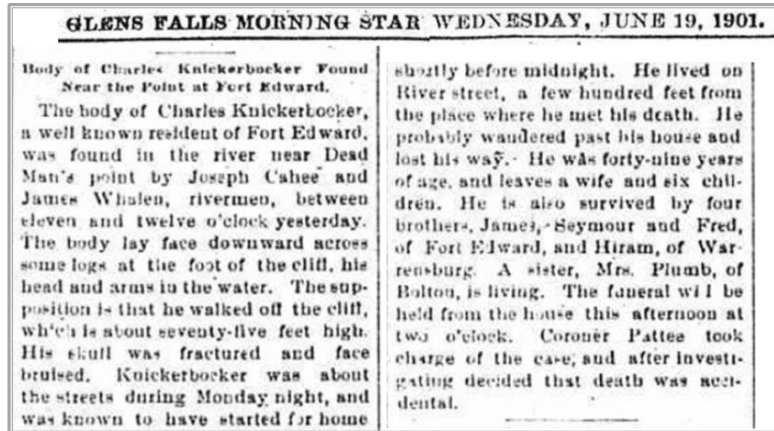 GLENS FALLS MORNING STAR WEDNESDAY, JUNE 19, 1901.
Body of Charles Knickerbocker Found
Near the Point at Fort Edward.
The body of Charles Knickerbocker,
a well known resident of Fort Edward,
was found in the river near Dead
Man's point by Joseph Cahee and
James Whalen, rivermen, between
eleven and twelve o'clock yesterday.
The body lay face downward across
some logs at the foot of the cliff, his
head and arms in the water. The sup-
position is that he walked off the cliff,
which is about seventy-five feet high.
His skull was fractured and face
bruised. Knickerbocker was about
the streets during Monday night, and
was known to have started for home
shortly before midnight. He lived on
River street, a few hundred feet from
the place where he met his death. He
probably wandered past his house and
lost his way. He was forty-nine years
of age, and leaves a wife and six chil-
dren. He is also survived by four
brothers, James, Seymour and Fred,
of Fort Edward, and Hiram, of War-
rensburg. A sister, Mrs. Plumb, of
Bolton, is living. The funeral will be
held from the house this afternoon at
two o'clock. Coroner Pattee took
charge of the case, and after investi-
gating decided that death was acci-
dental.